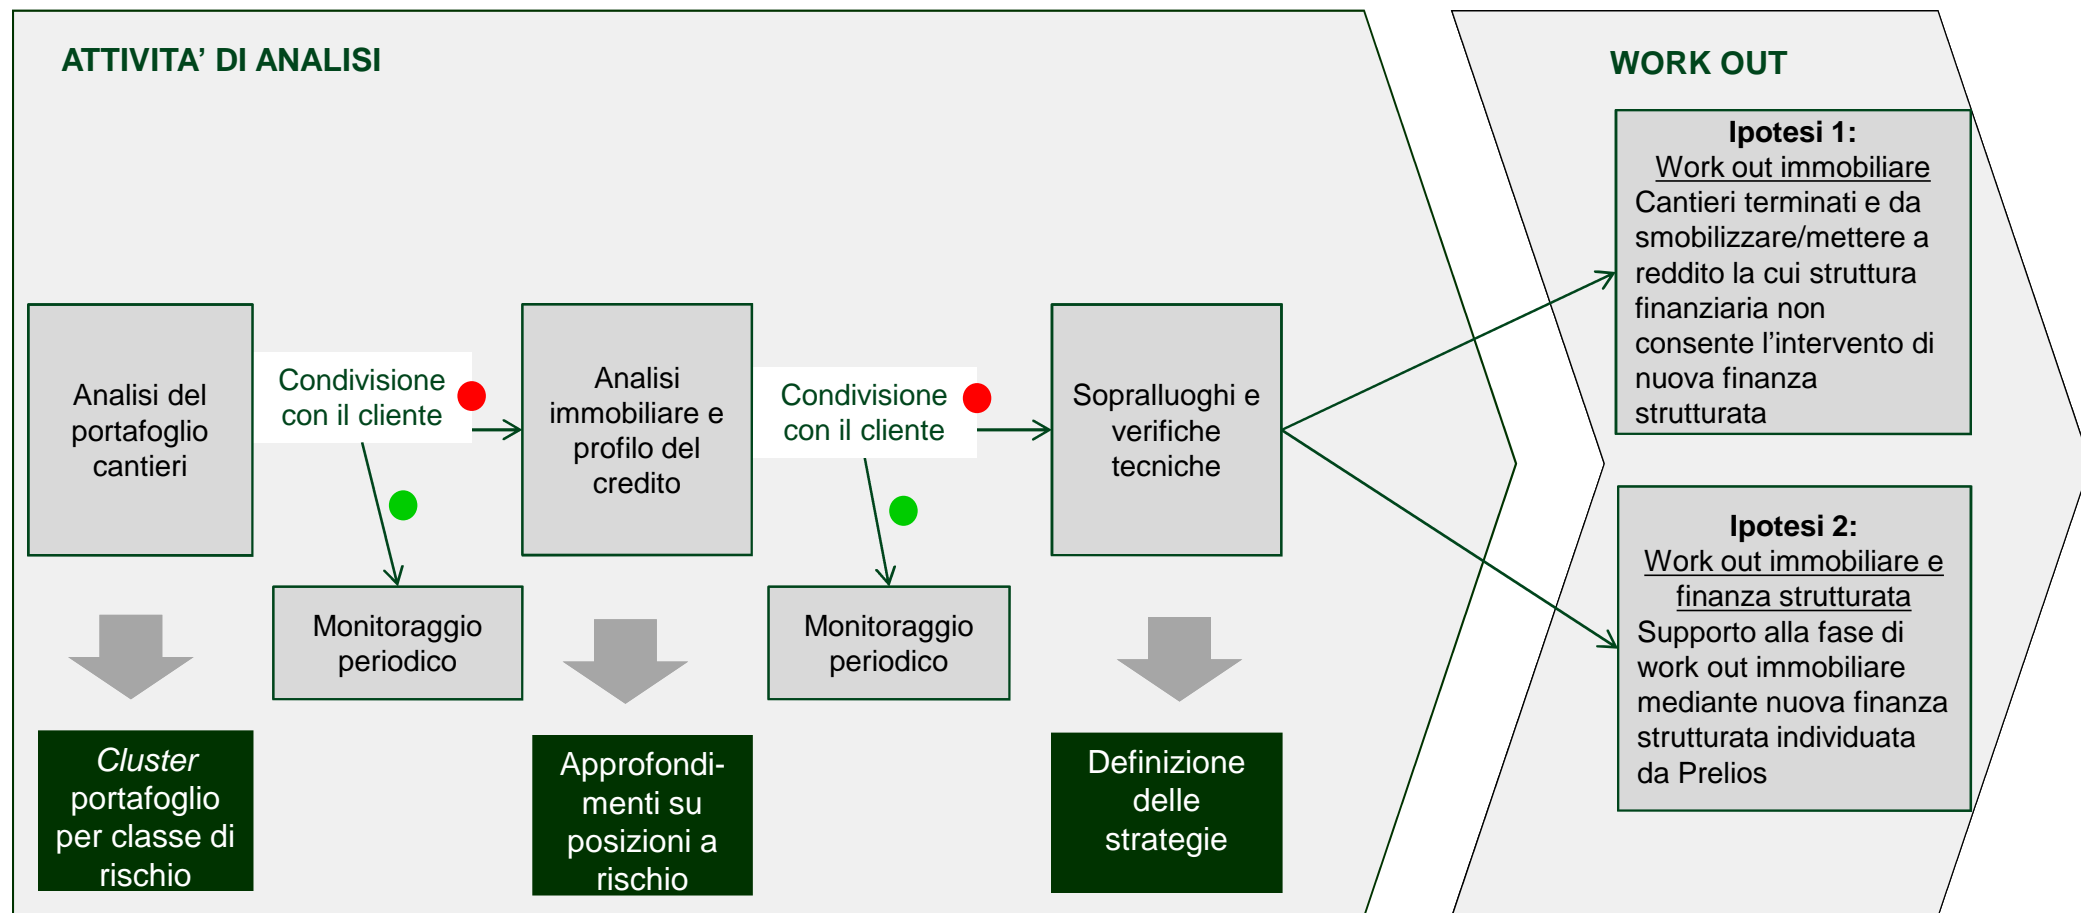 ATTIVITA’ DI ANALISI
Analisi del
portafoglio
cantieri
Condivisione
con il cliente
Analisi
immobiliare e
profilo del
credito
Condivisione
con il cliente
Sopralluoghi e
verifiche
tecniche
Monitoraggio
periodico
Monitoraggio
periodico
Cluster
portafoglio
per classe di
rischio
Approfondi-
menti su
posizioni a
rischio
Definizione
delle
strategie
WORK OUT
Ipotesi 1:
Work out immobiliare
Cantieri terminati e da
smobilizzare/mettere a
reddito la cui struttura
finanziaria non
consente l’intervento di
nuova finanza
strutturata
Ipotesi 2:
Work out immobiliare e
finanza strutturata
Supporto alla fase di
work out immobiliare
mediante nuova finanza
strutturata individuata
da Prelios